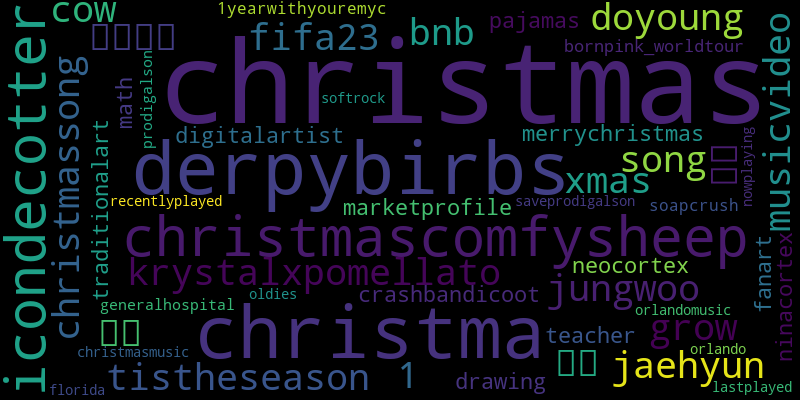 cow
1yearwithyouremyc
pajamas
doyoung
fifa23
bnb
bornpink_worldtour
christmas
icondecotter
christmassong
math
prodigalson
softrock
musicvideo
digitalartist
merrychristmas
song
nowplaying
derpybirbs
xmas
traditionalart
recentlyplayed
marketprofile
saveprodigalson
soapcrush
christmascomfysheep
neocortex
fanart
ninacortex
krystalxpomellato
crashbandicoot
jungwoo
generalhospital
oldies
orlandomusic
christma
grow
teacher
christmasmusic
orlando
jaehyun
tistheseason 1
drawing
florida
lastplayed